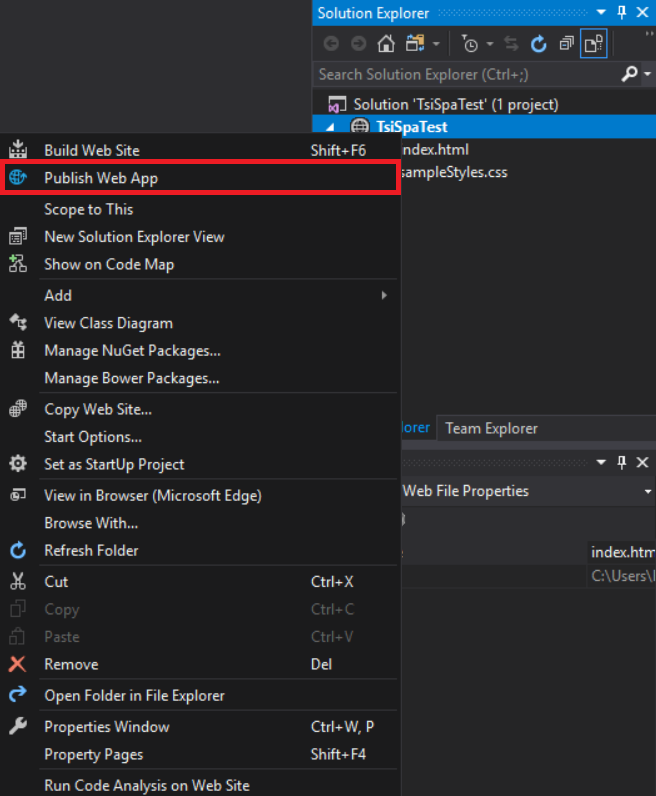 Solution Explorer
Search Solution Explorer (Ctrl+;)
Solution 'TsiSpaTest' (1 project)
TsiSpaTest
index.html
sampleStyles.css
Build Web Site Shift+F6
Publish Web App
Scope to This
New Solution Explorer View
Show on Code Map
Add
View Class Diagram
Manage NuGet Packages...
Manage Bower Packages...
Copy Web Site...
Start Options...
Set as StartUp Project
View in Browser (Microsoft Edge)
Browse With...
Refresh Folder
Cut Ctrl+X
Copy Ctrl+C
Paste Ctrl+V
Remove Del
Open Folder in File Explorer
Properties Window Ctrl+W, P
Property Pages Shift+F4
Run Code Analysis on Web Site
lorer Team Explorer
Web File Properties
index.htm
C:\Users\